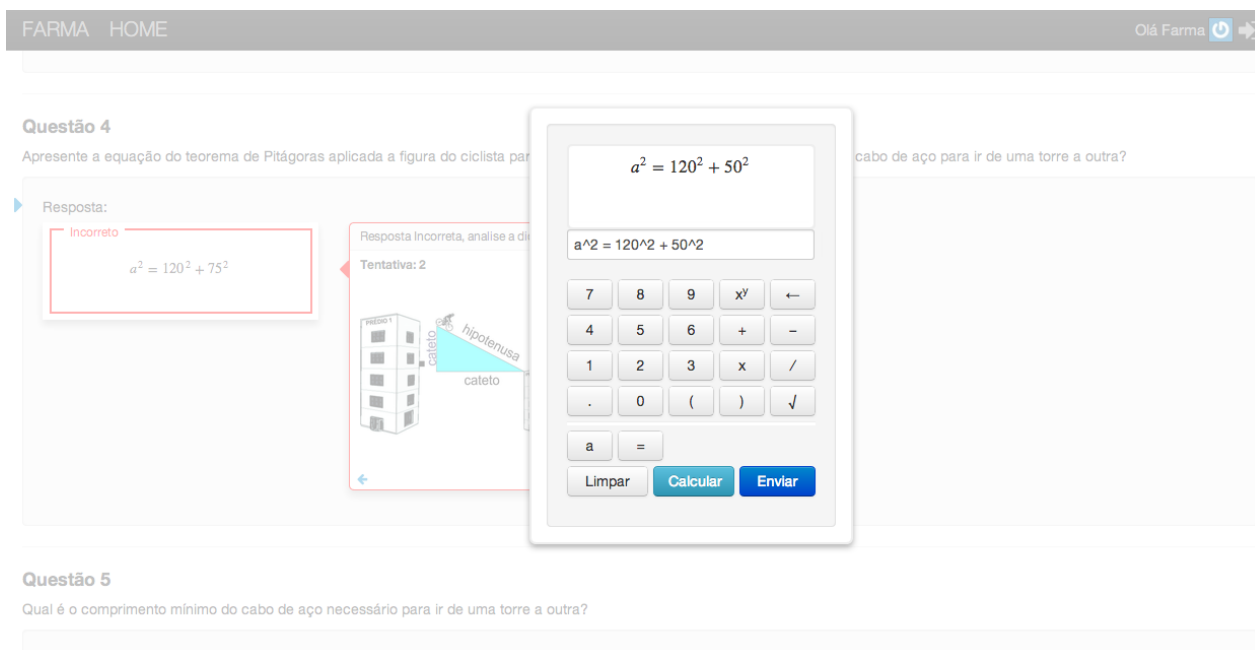 FARMA HOME
Olá Farma
Questão 4
Apresente a equação do teorema de Pitágoras aplicada a figura do ciclista par
cabo de aço para ir de uma torre a outra?
Resposta:
Incorreto
a² = 120² + 75²
Resposta Incorreta, analise a di
Tentativa: 2
PREDIO 1
cateto
hipotenusa
cateto
a² = 120² + 50²
a^2 = 120^2 + 50^2
7 8 9 xʸ ←
4 5 6 + −
1 2 3 x /
. 0 ( ) √
a =
Limpar Calcular Enviar
Questão 5
Qual é o comprimento mínimo do cabo de aço necessário para ir de uma torre a outra?